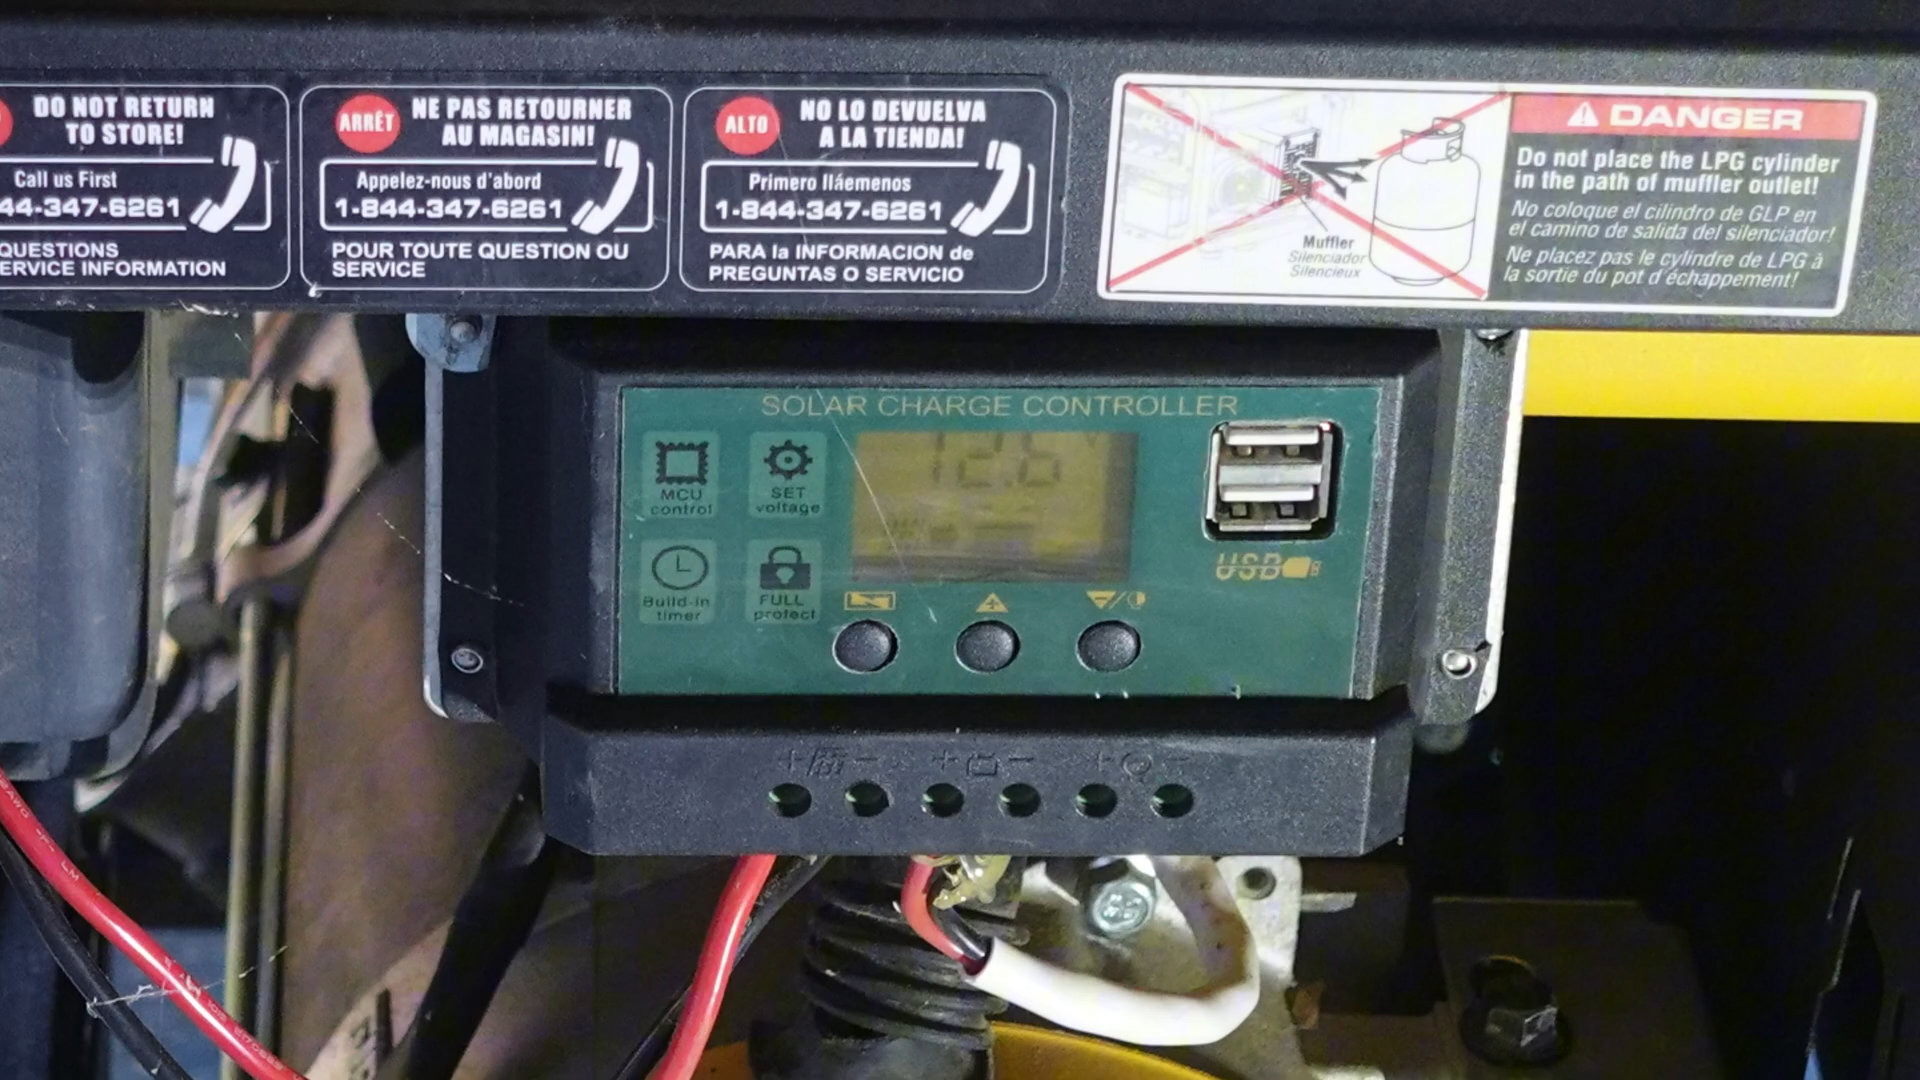 DO NOT RETURN
TO STORE!
Call us First
44-347-6261
QUESTIONS
ERVICE INFORMATION
ARRÊT
NE PAS RETOURNER
AU MAGASIN!
Appelez-nous d'abord
1-844-347-6261
POUR TOUTE QUESTION OU
SERVICE
ALTO
NO LO DEVUELVA
A LA TIENDA!
Primero lláemenos
1-844-347-6261
PARA la INFORMACION de
PREGUNTAS O SERVICIO
Muffler
Silenciador
Silencieux
DANGER
Do not place the LPG cylinder
in the path of muffler outlet!
No coloque el cilindro de GLP en
el camino de salida del silenciador!
Ne placez pas le cylindre de LPG à
la sortie du pot d'échappement!
SOLAR CHARGE CONTROLLER
MCU
control
SET
voltage
12.6 V
Build-in
timer
FULL
protect
USB